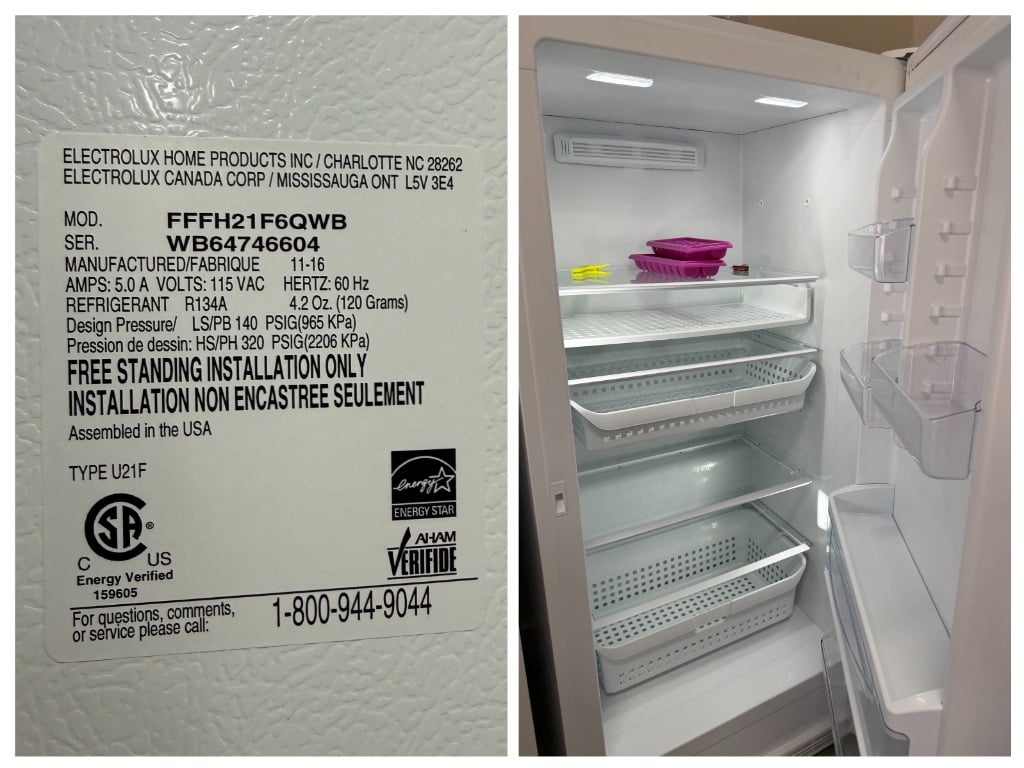 ELECTROLUX HOME PRODUCTS INC / CHARLOTTE NC 28262
ELECTROLUX CANADA CORP / MISSISSAUGA ONT L5V 3E4
MOD. FFFH21F6QWB
SER. WB64746604
MANUFACTURED/FABRIQUE 11-16
AMPS: 5.0 A VOLTS: 115 VAC HERTZ: 60 Hz
REFRIGERANT R134A 4.2 Oz. (120 Grams)
Design Pressure/ LS/PB 140 PSIG(965 KPa)
Pression de dessin: HS/PH 320 PSIG(2206 KPa)
FREE STANDING INSTALLATION ONLY
INSTALLATION NON ENCASTREE SEULEMENT
Assembled in the USA
TYPE U21F
energy
ENERGY STAR
SA ®
C US
Energy Verified
159605
AHAM
VERIFIDE
For questions, comments,
or service please call:
1-800-944-9044